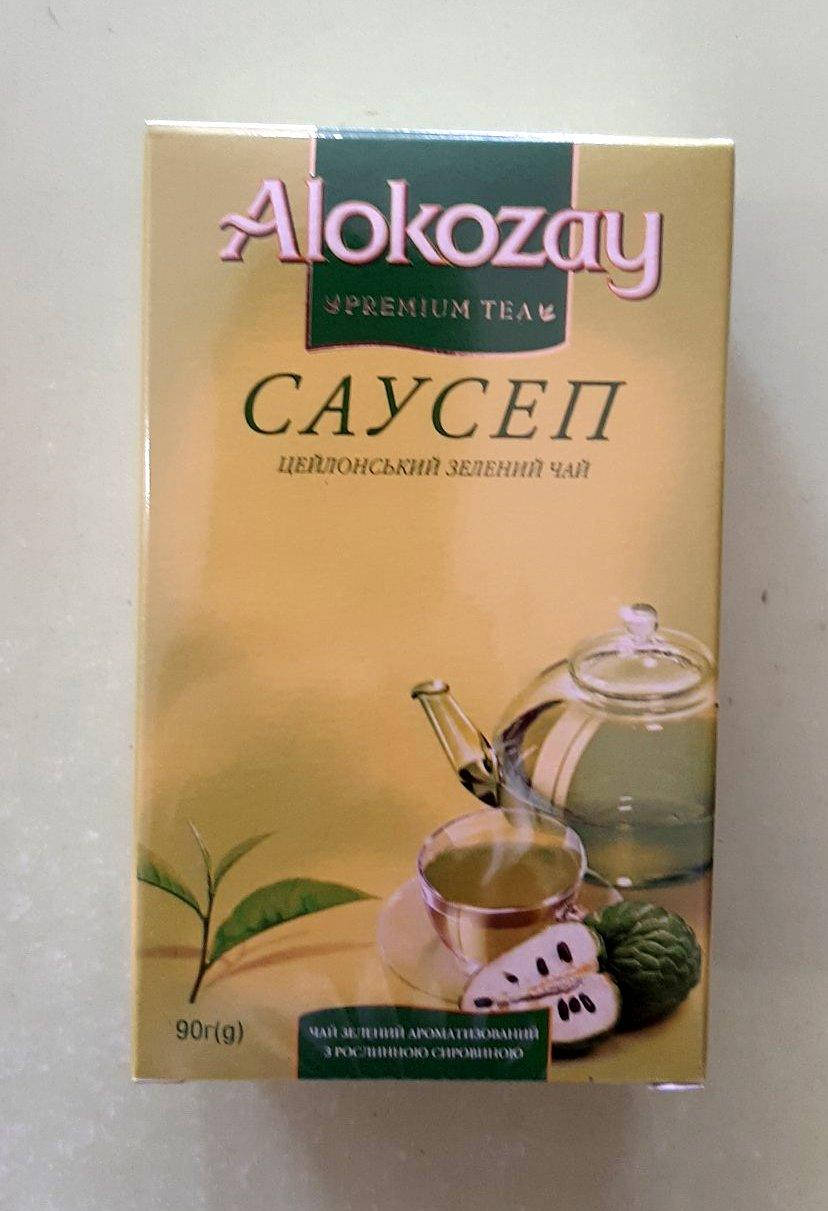 Alokozay
PREMIUM TEA
САУСЕП
ЦЕЙЛОНСЬКИЙ ЗЕЛЕНИЙ ЧАЙ
90г(g)
ЧАЙ ЗЕЛЕНИЙ АРОМАТИЗОВАНИЙ
З РОСЛИННОЮ СИРОВИНОЮ